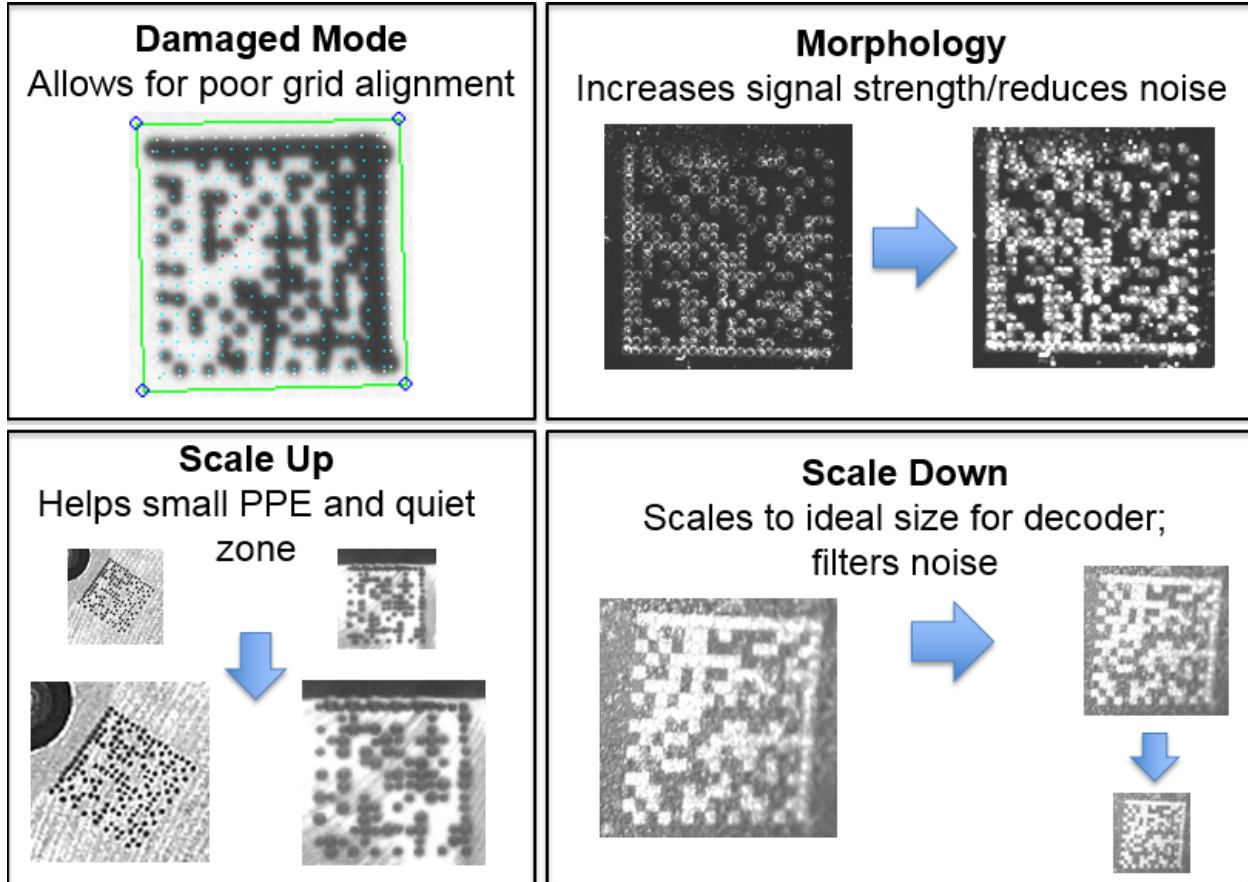 Damaged Mode
Allows for poor grid alignment
Morphology
Increases signal strength/reduces noise
Scale Up
Helps small PPE and quiet
zone
Scale Down
Scales to ideal size for decoder;
filters noise